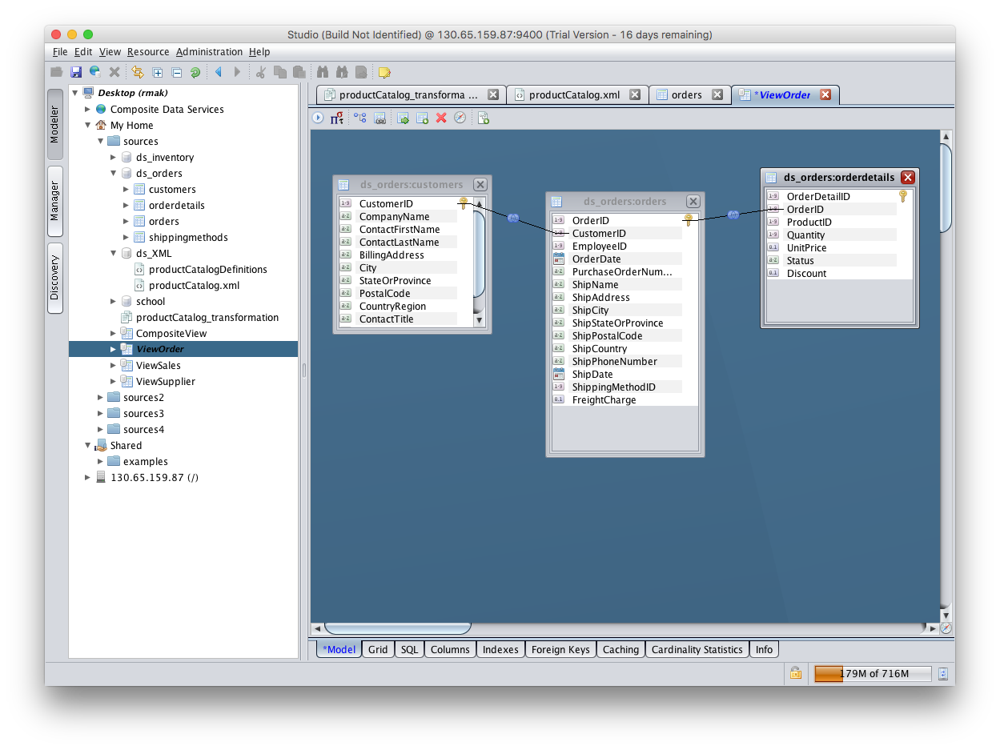 Studio (Build Not Identified) @ 130.65.159.87:9400 (Trial Version - 16 days remaining)
File Edit View Resource Administration Help
Modeler
Manager
Discovery
Desktop (rmak)
Composite Data Services
My Home
sources
ds_inventory
ds_orders
customers
orderdetails
orders
shippingmethods
ds_XML
productCatalogDefinitions
productCatalog.xml
school
productCatalog_transformation
CompositeView
ViewOrder
ViewSales
ViewSupplier
sources2
sources3
sources4
Shared
examples
130.65.159.87 (/)
productCatalog_transforma ... productCatalog.xml orders *ViewOrder
ds_orders:customers
CustomerID
CompanyName
ContactFirstName
ContactLastName
BillingAddress
City
StateOrProvince
PostalCode
CountryRegion
ContactTitle
ds_orders:orders
OrderID
CustomerID
EmployeeID
OrderDate
PurchaseOrderNum...
ShipName
ShipAddress
ShipCity
ShipStateOrProvince
ShipPostalCode
ShipCountry
ShipPhoneNumber
ShipDate
ShippingMethodID
FreightCharge
ds_orders:orderdetails
OrderDetailID
OrderID
ProductID
Quantity
UnitPrice
Status
Discount
*Model Grid SQL Columns Indexes Foreign Keys Caching Cardinality Statistics Info
179M of 716M